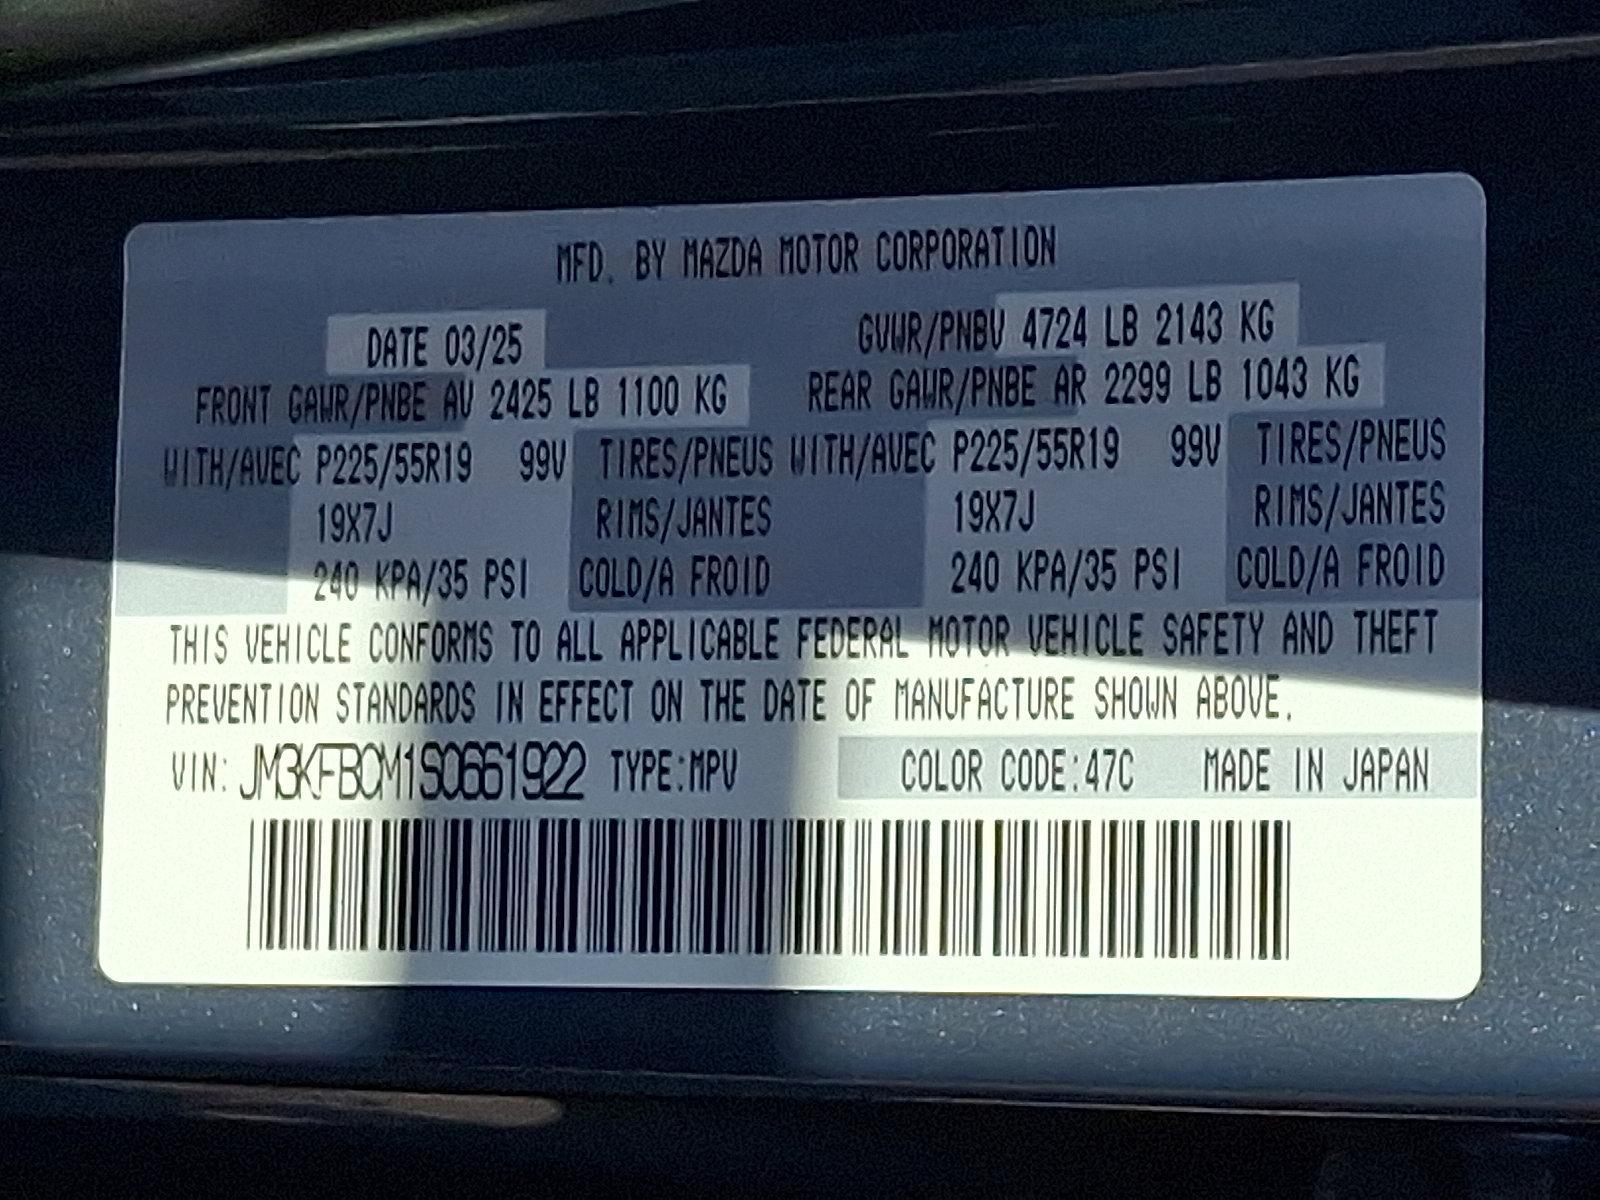 MFD. BY MAZDA MOTOR CORPORATION
DATE 03/25 GVWR/PNBV 4724 LB 2143 KG
FRONT GAWR/PNBE AV 2425 LB 1100 KG REAR GAWR/PNBE AR 2299 LB 1043 KG
WITH/AVEC P225/55R19 99V TIRES/PNEUS WITH/AVEC P225/55R19 99V TIRES/PNEUS
19X7J RIMS/JANTES 19X7J RIMS/JANTES
240 KPA/35 PSI COLD/A FROID 240 KPA/35 PSI COLD/A FROID
THIS VEHICLE CONFORMS TO ALL APPLICABLE FEDERAL MOTOR VEHICLE SAFETY AND THEFT
PREVENTION STANDARDS IN EFFECT ON THE DATE OF MANUFACTURE SHOWN ABOVE.
VIN: JM3KFBCM1S0661922 TYPE:MPV COLOR CODE:47C MADE IN JAPAN